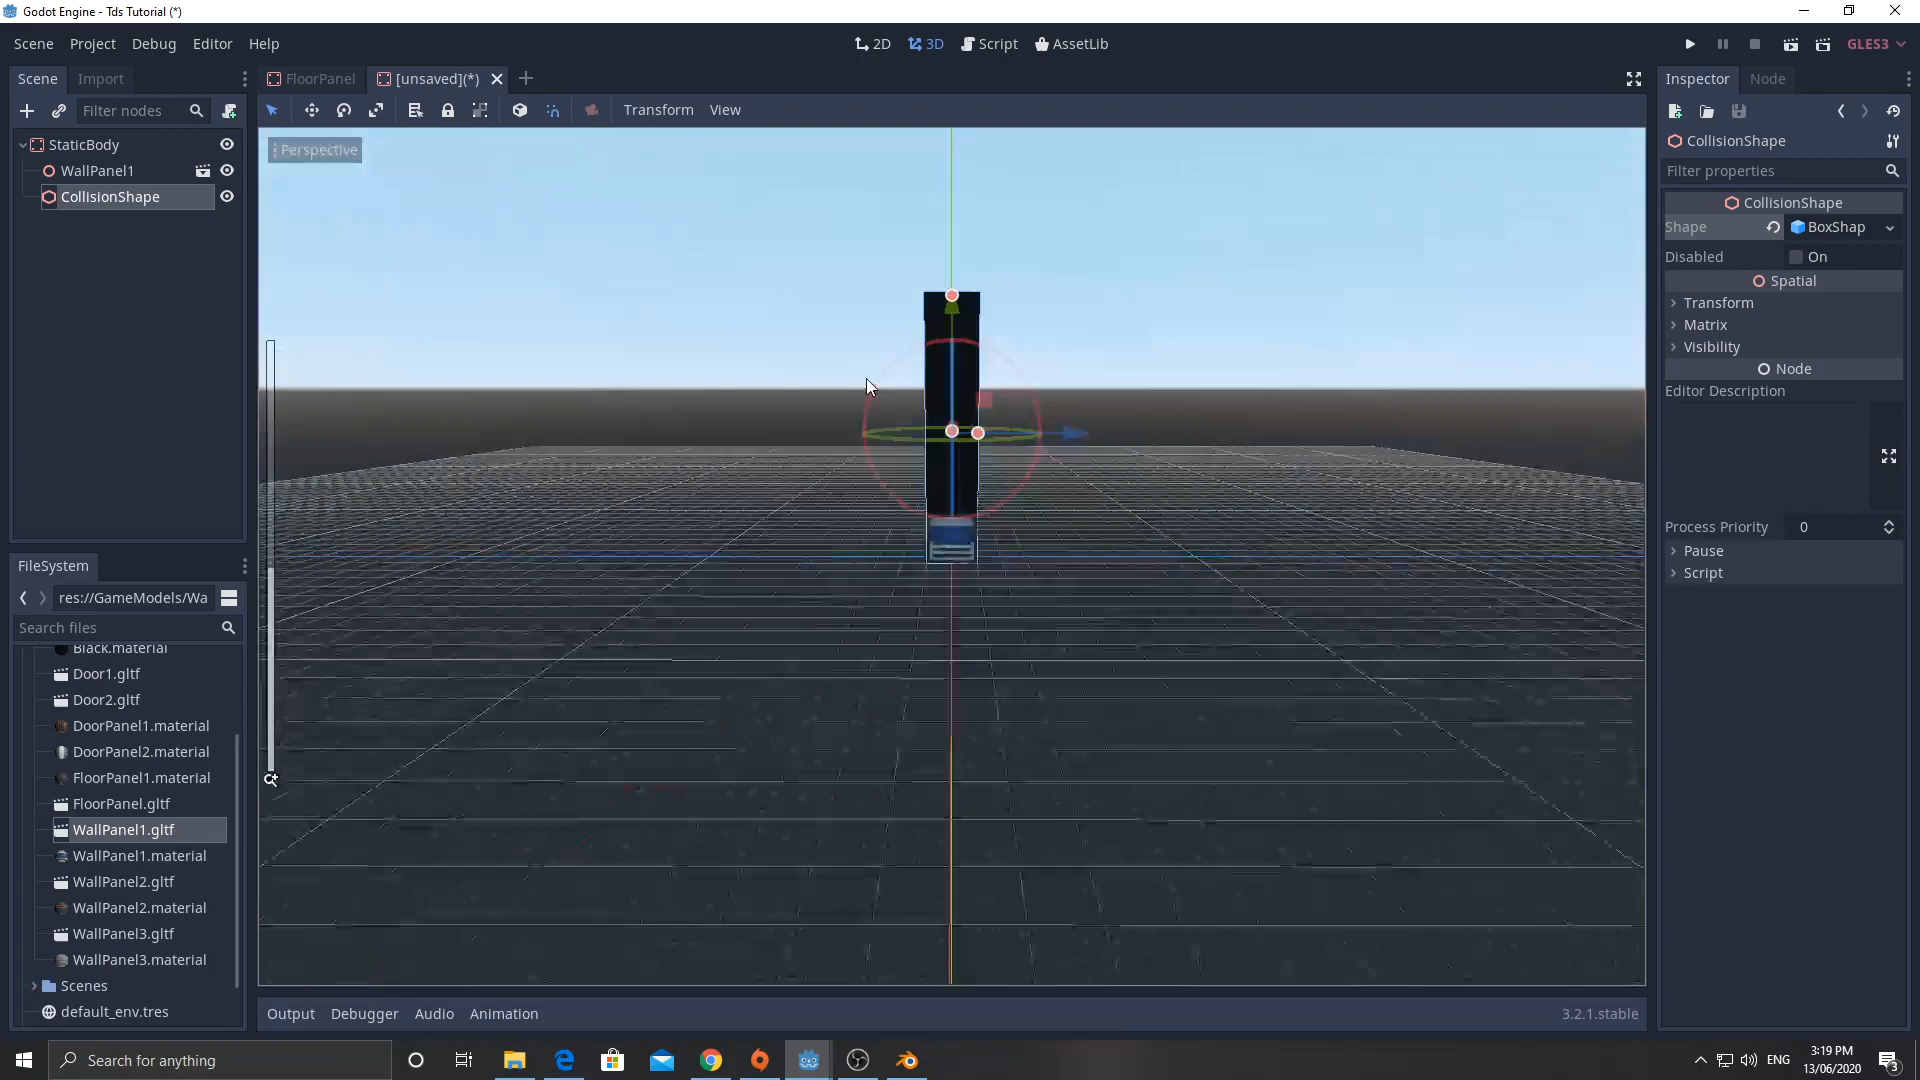 Godot Engine - Tds Tutorial (*)
Scene Project Debug Editor Help
2D 3D Script AssetLib
GLES3
Scene Import
FloorPanel [unsaved](*)
Inspector Node
Filter nodes
Transform View
StaticBody
WallPanel1
CollisionShape
Perspective
CollisionShape
Filter properties
CollisionShape
Shape BoxShap
Disabled On
Spatial
Transform
Matrix
Visibility
Node
Editor Description
Process Priority 0
Pause
Script
FileSystem
res://GameModels/Wa
Search files
Black.material
Door1.gltf
Door2.gltf
DoorPanel1.material
DoorPanel2.material
FloorPanel1.material
FloorPanel.gltf
WallPanel1.gltf
WallPanel1.material
WallPanel2.gltf
WallPanel2.material
WallPanel3.gltf
WallPanel3.material
Scenes
default_env.tres
Output Debugger Audio Animation
3.2.1.stable
Search for anything
ENG
3:19 PM
13/06/2020
3